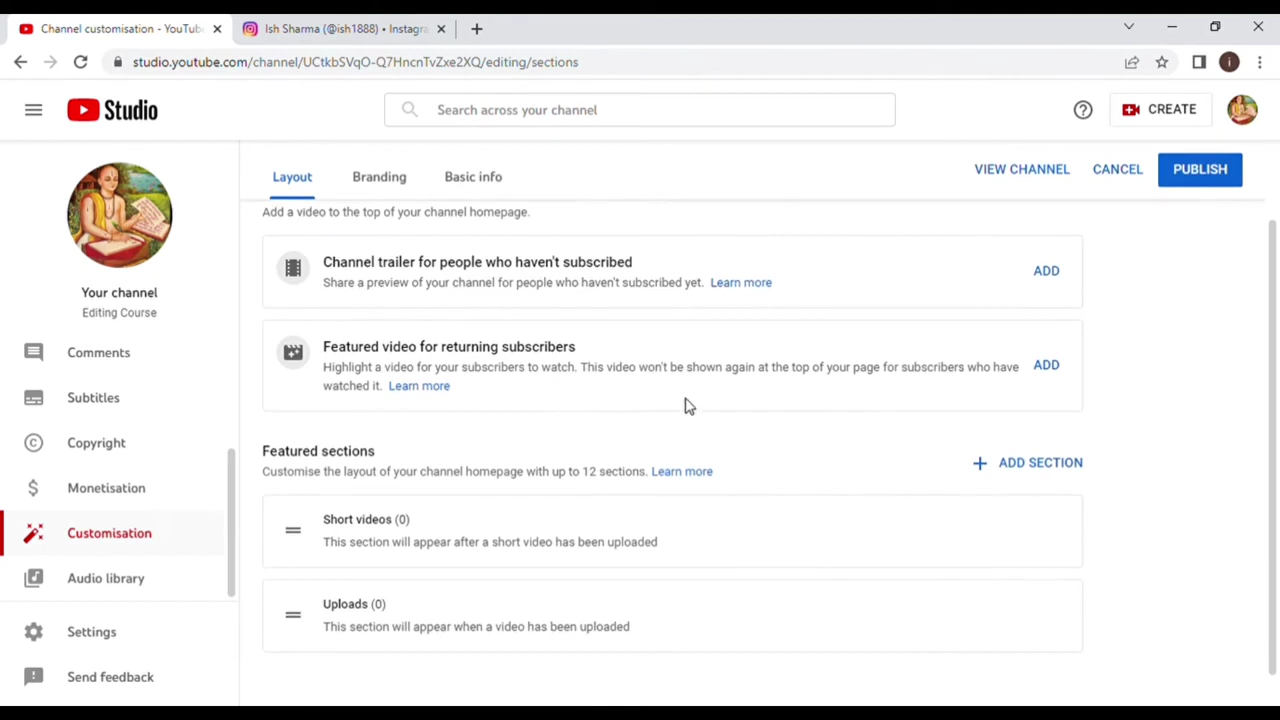 Channel customisation - YouTube
Ish Sharma (@ish1888) • Instagra
studio.youtube.com/channel/UCtkbSVqO-Q7HncnTvZxe2XQ/editing/sections
i
Studio
Search across your channel
CREATE
Layout
Branding
Basic info
VIEW CHANNEL
CANCEL
PUBLISH
Your channel
Editing Course
Comments
Subtitles
Copyright
Monetisation
Customisation
Audio library
Settings
Send feedback
Add a video to the top of your channel homepage.
Channel trailer for people who haven't subscribed
Share a preview of your channel for people who haven't subscribed yet. Learn more
ADD
Featured video for returning subscribers
Highlight a video for your subscribers to watch. This video won't be shown again at the top of your page for subscribers who have
watched it. Learn more
ADD
Featured sections
Customise the layout of your channel homepage with up to 12 sections. Learn more
+ ADD SECTION
Short videos (0)
This section will appear after a short video has been uploaded
Uploads (0)
This section will appear when a video has been uploaded